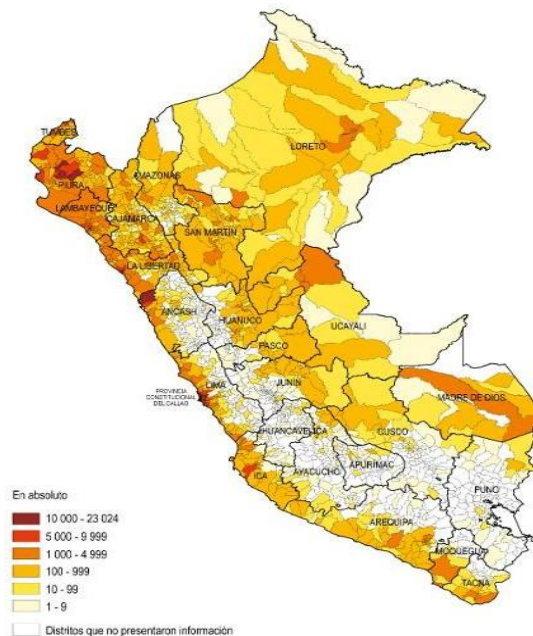 TUMBES
PIURA
LORETO
AMAZONAS
LAMBAYEQUE
CAJAMARCA
SAN MARTIN
LA LIBERTAD
ANCASH
HUANUCO
UCAYALI
PASCO
LIMA
JUNIN
PROVINCIA
CONSTITUCIONAL
DEL CALLAO
MADRE DE DIOS
HUANCAVELICA
CUSCO
AYACUCHO
APURIMAC
ICA
PUNO
AREQUIPA
MOQUEGUA
TACNA
En absoluto
10 000 - 23 024
5 000 - 9 999
1 000 - 4 999
100 - 999
10 - 99
1 - 9
Distritos que no presentaron información